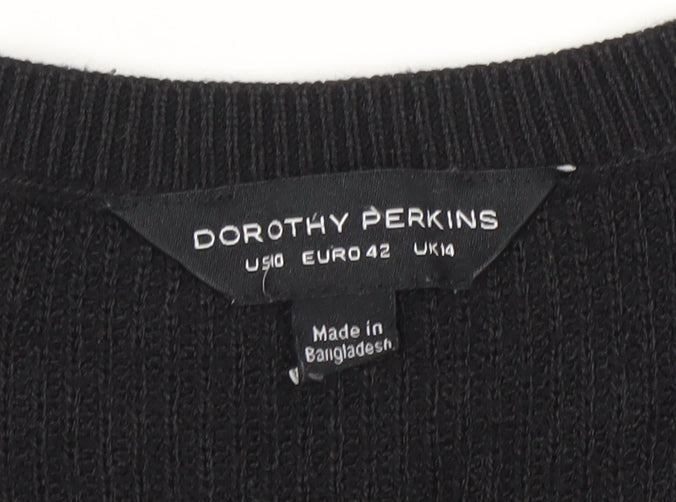 DOROTHY PERKINS
US10 EURO 42 UK14
Made in
Bangladesh